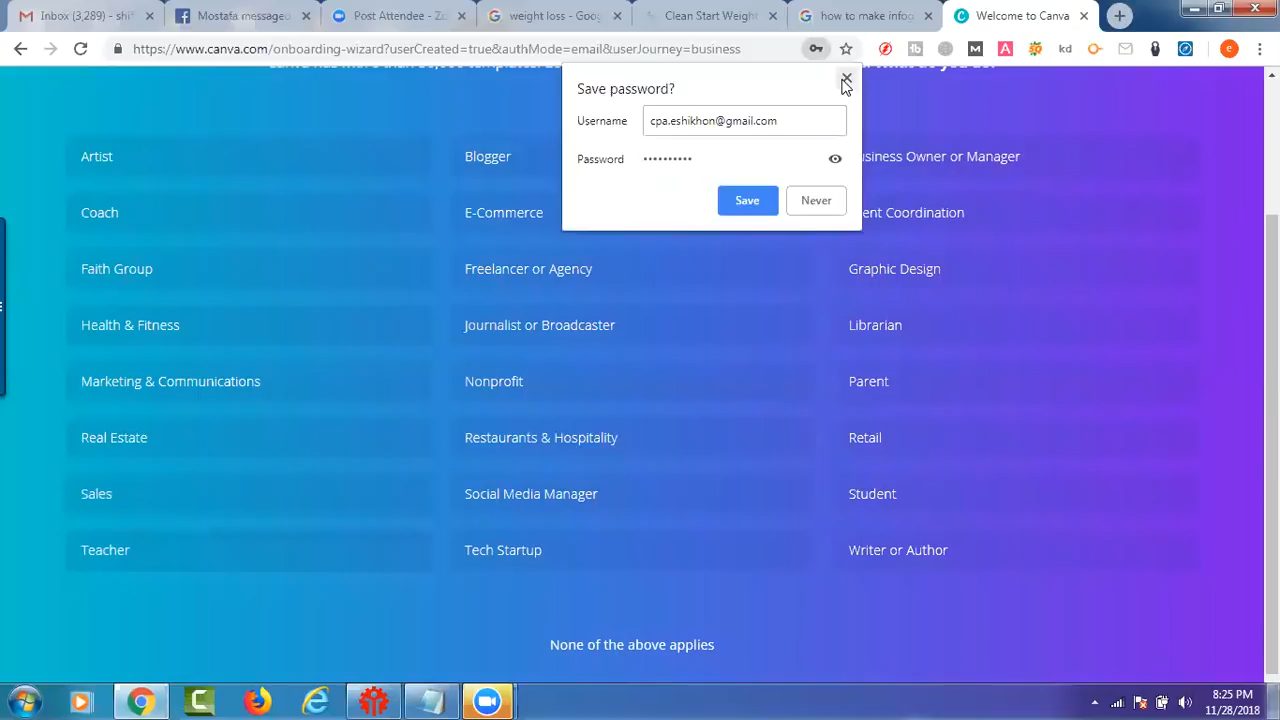 Inbox (3,289) - shi
Mostafa message
Post Attendee - Zo
weight loss - Goo
Clean Start Weight
how to make infog
Welcome to Canva
https://www.canva.com/onboarding-wizard?userCreated=true&authMode=email&userJourney=business
Save password?
Username cpa.eshikhon@gmail.com
Password ••••••••••
Save Never
Artist Blogger usiness Owner or Manager
Coach E-Commerce ent Coordination
Faith Group Freelancer or Agency Graphic Design
Health & Fitness Journalist or Broadcaster Librarian
Marketing & Communications Nonprofit Parent
Real Estate Restaurants & Hospitality Retail
Sales Social Media Manager Student
Teacher Tech Startup Writer or Author
None of the above applies
8:25 PM
11/28/2018